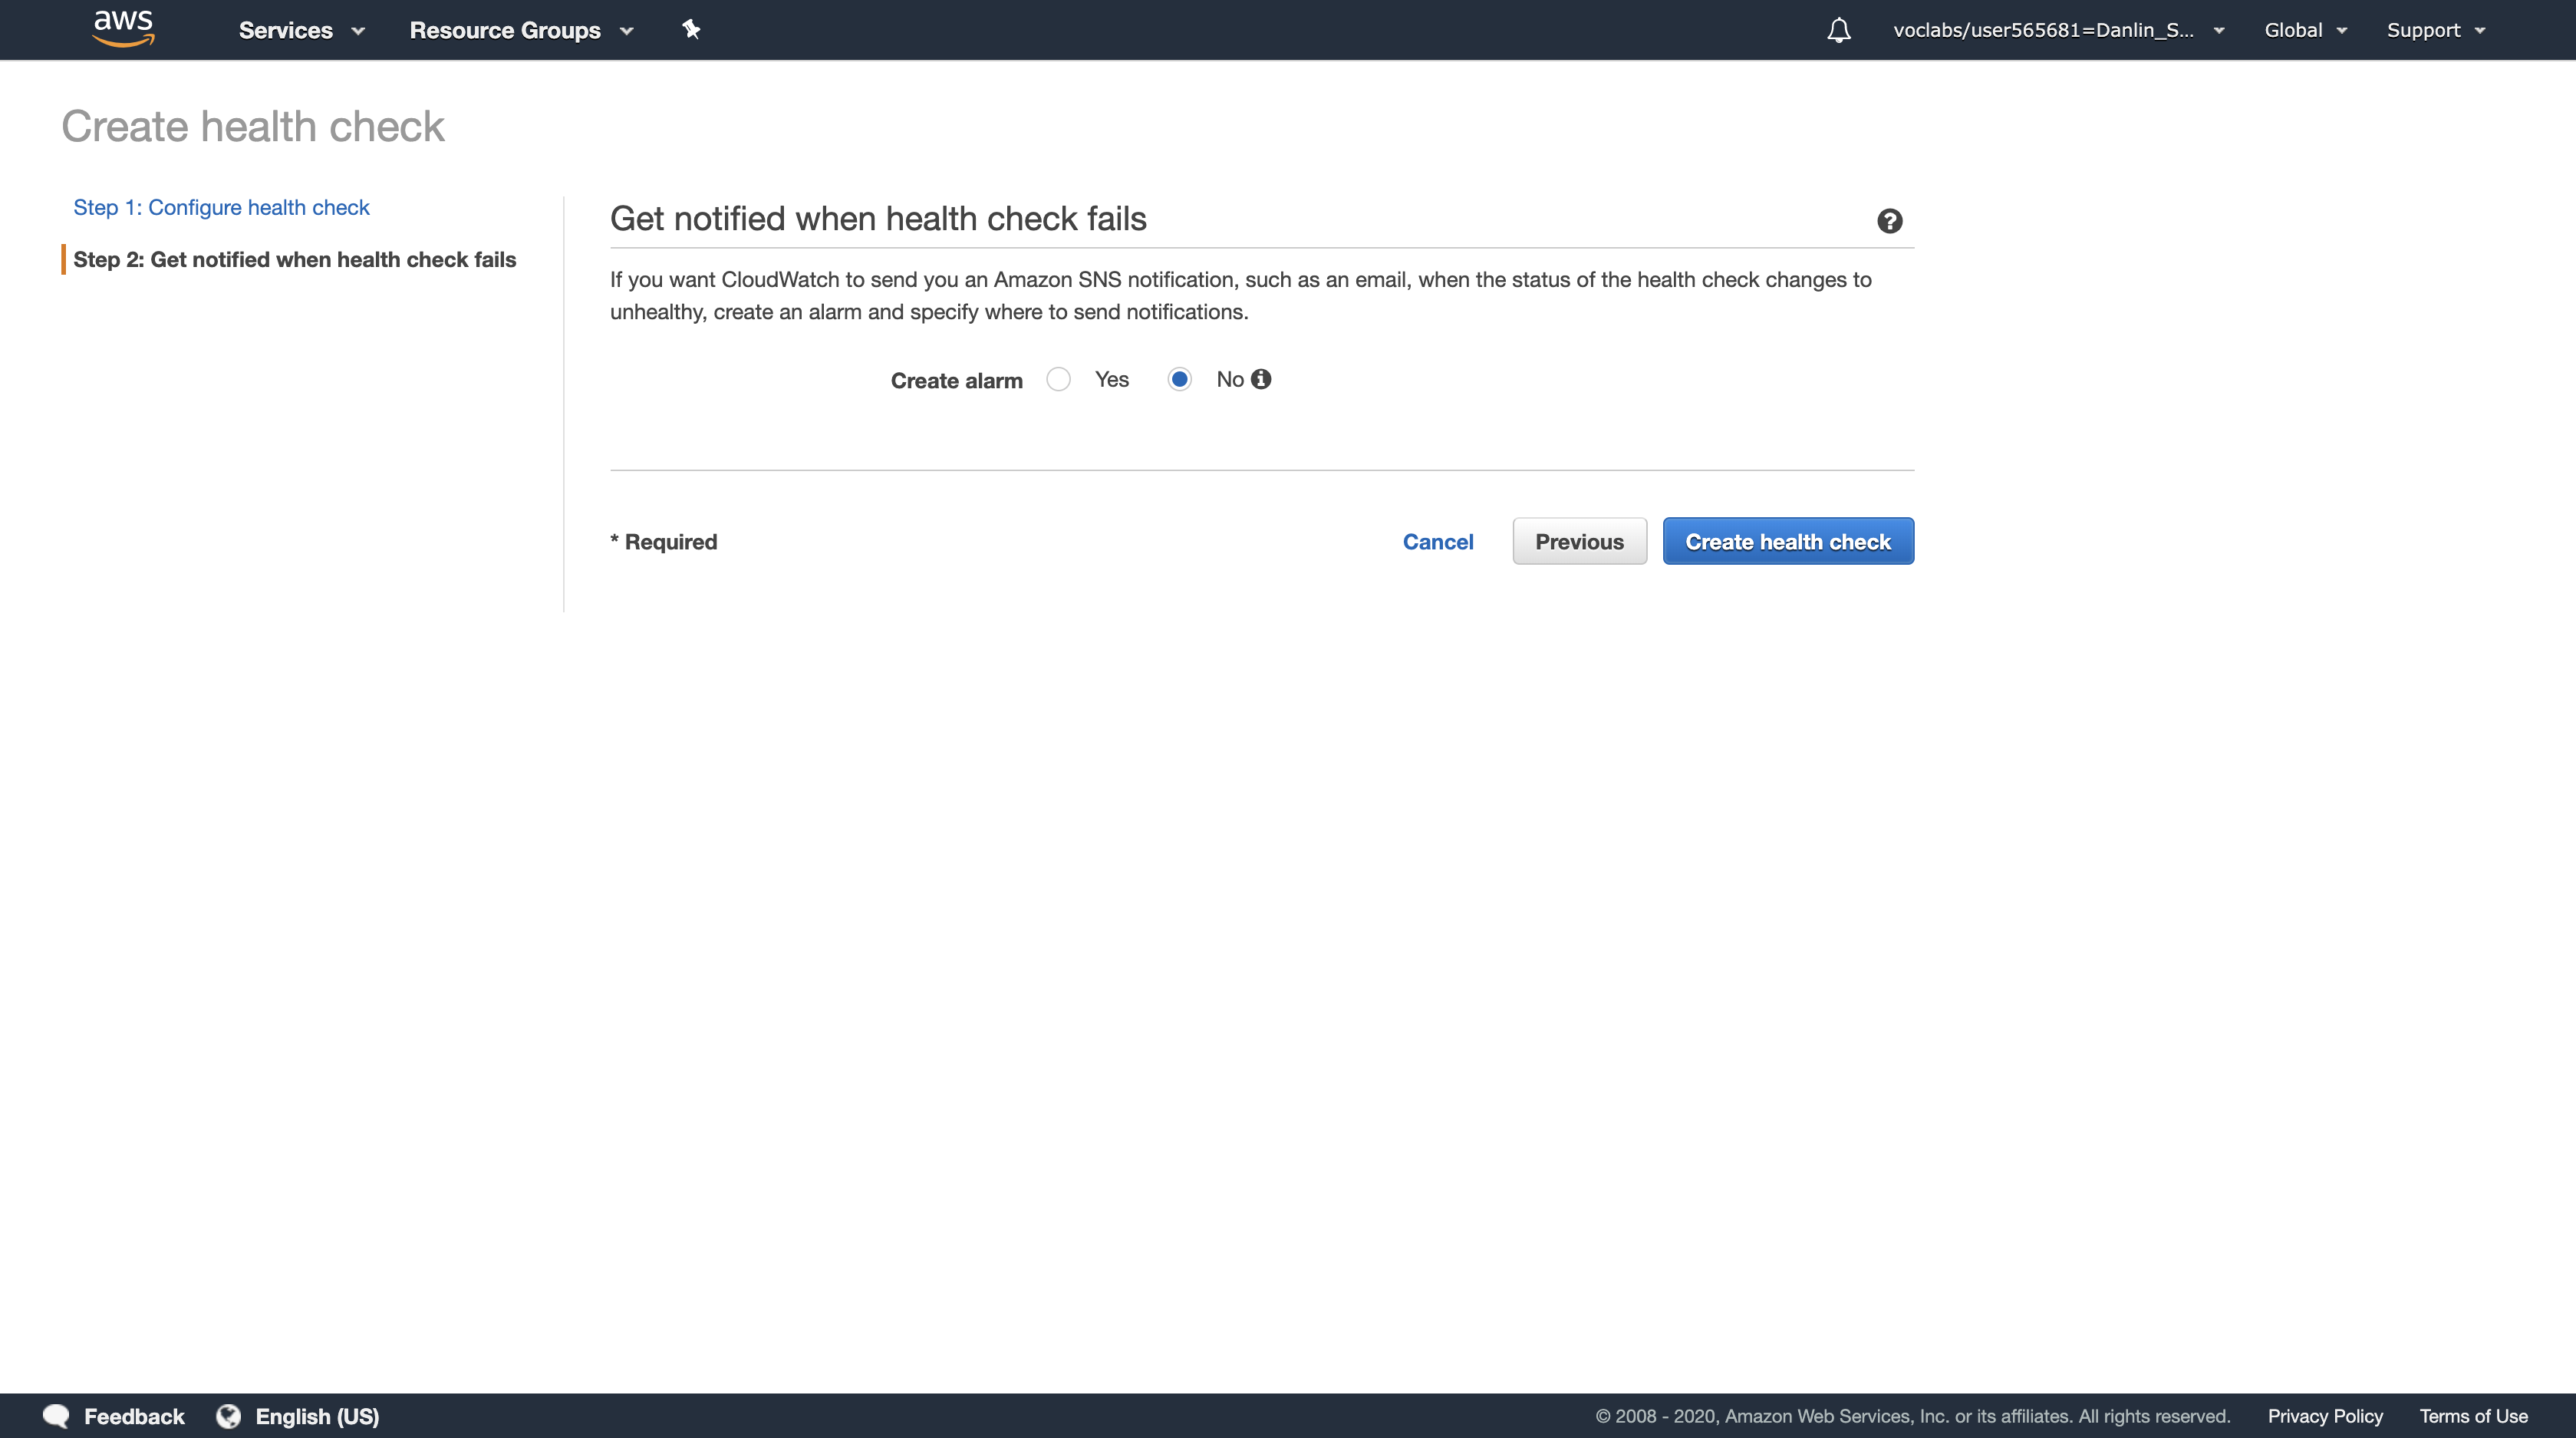 aws
Services
Resource Groups
voclabs/user565681=Danlin_S...
Global
Support
Create health check
Step 1: Configure health check
Step 2: Get notified when health check fails
Get notified when health check fails
If you want CloudWatch to send you an Amazon SNS notification, such as an email, when the status of the health check changes to
unhealthy, create an alarm and specify where to send notifications.
Create alarm Yes No
* Required
Cancel
Previous
Create health check
Feedback
English (US)
© 2008 - 2020, Amazon Web Services, Inc. or its affiliates. All rights reserved.
Privacy Policy
Terms of Use